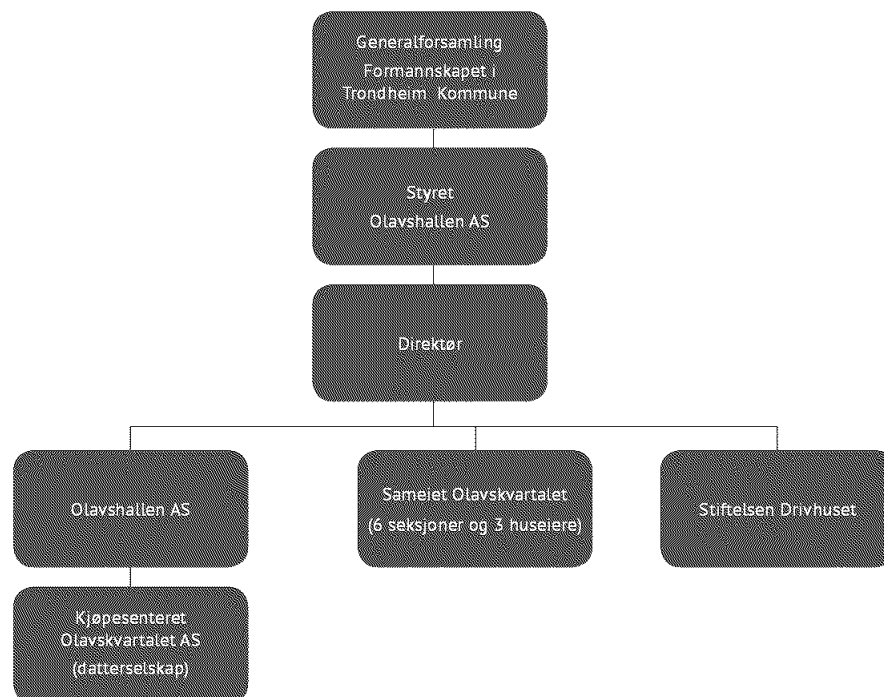 Generalforsamling
Formannskapet i
Trondheim Kommune
Styret
Olavshallen AS
Direktør
Olavshallen AS
Sameiet Olavskvartalet
(6 seksjoner og 3 huseiere)
Stiftelsen Drivhuset
Kjøpesenteret
Olavskvartalet AS
(datterselskap)